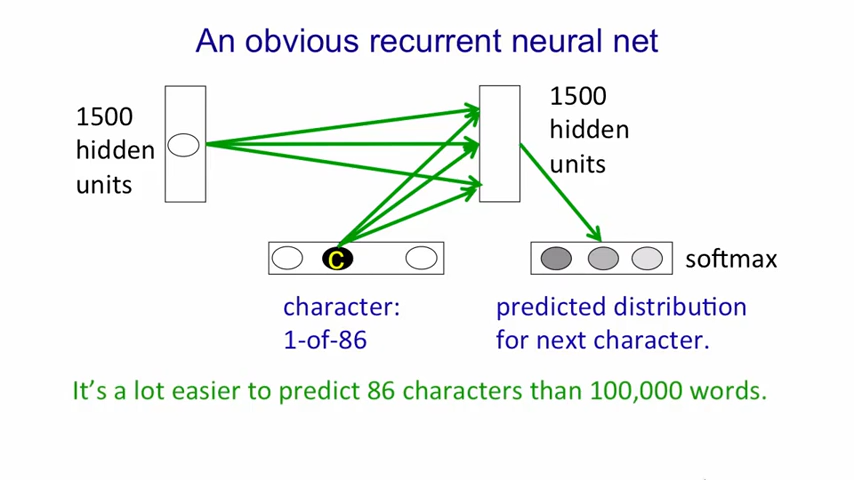 An obvious recurrent neural net
1500
hidden
units
1500
hidden
units
c
softmax
character:
1-of-86
predicted distribution
for next character.
It's a lot easier to predict 86 characters than 100,000 words.